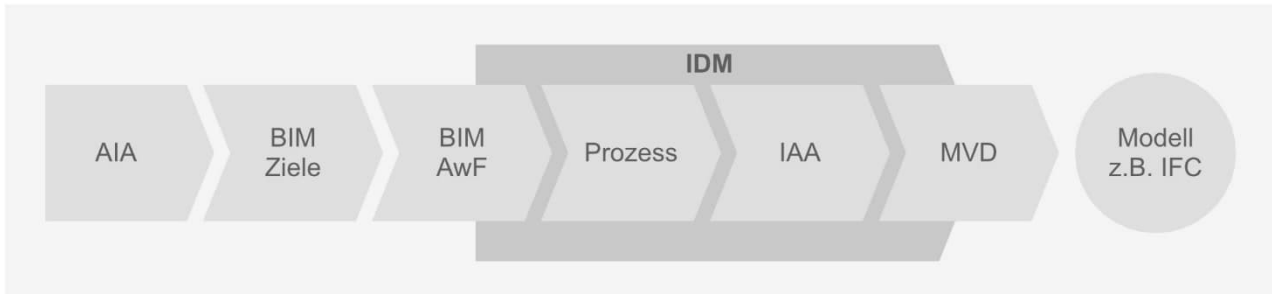 IDM
AIA
BIM
Ziele
BIM
AwF
Prozess
IAA
MVD
Modell
z.B. IFC